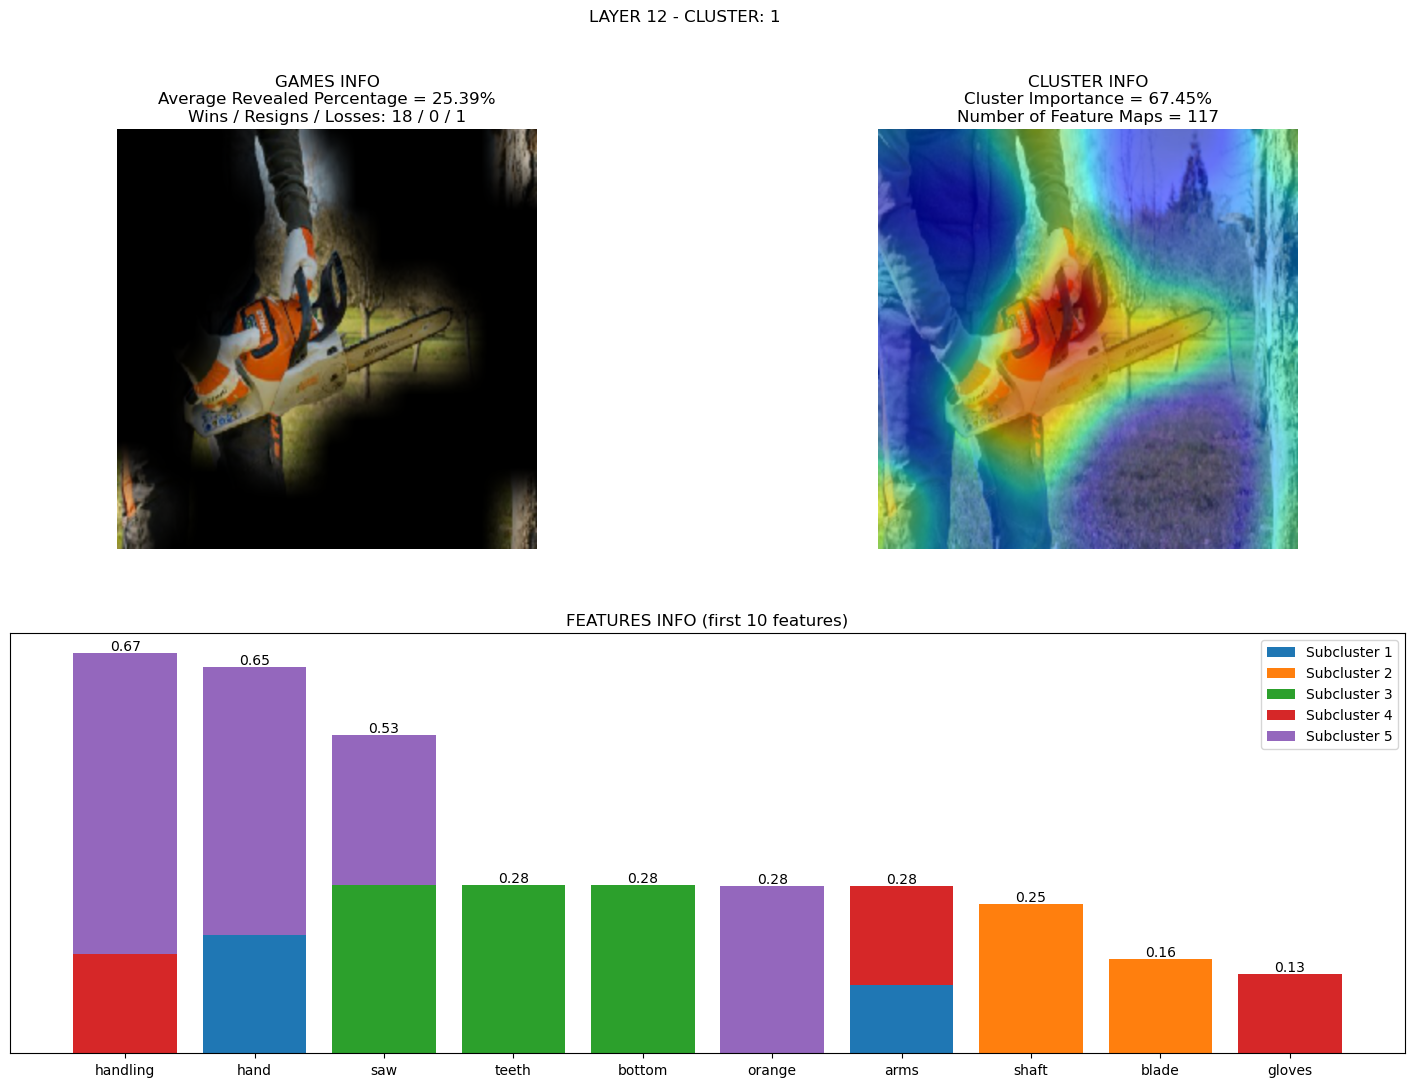 LAYER 12 - CLUSTER: 1
GAMES INFO
Average Revealed Percentage = 25.39%
Wins / Resigns / Losses: 18 / 0 / 1
CLUSTER INFO
Cluster Importance = 67.45%
Number of Feature Maps = 117
FEATURES INFO (first 10 features)
0.67
0.65
0.53
0.28
0.28
0.28
0.28
0.25
0.16
0.13
Subcluster 1
Subcluster 2
Subcluster 3
Subcluster 4
Subcluster 5
handling
hand
saw
teeth
bottom
orange
arms
shaft
blade
gloves